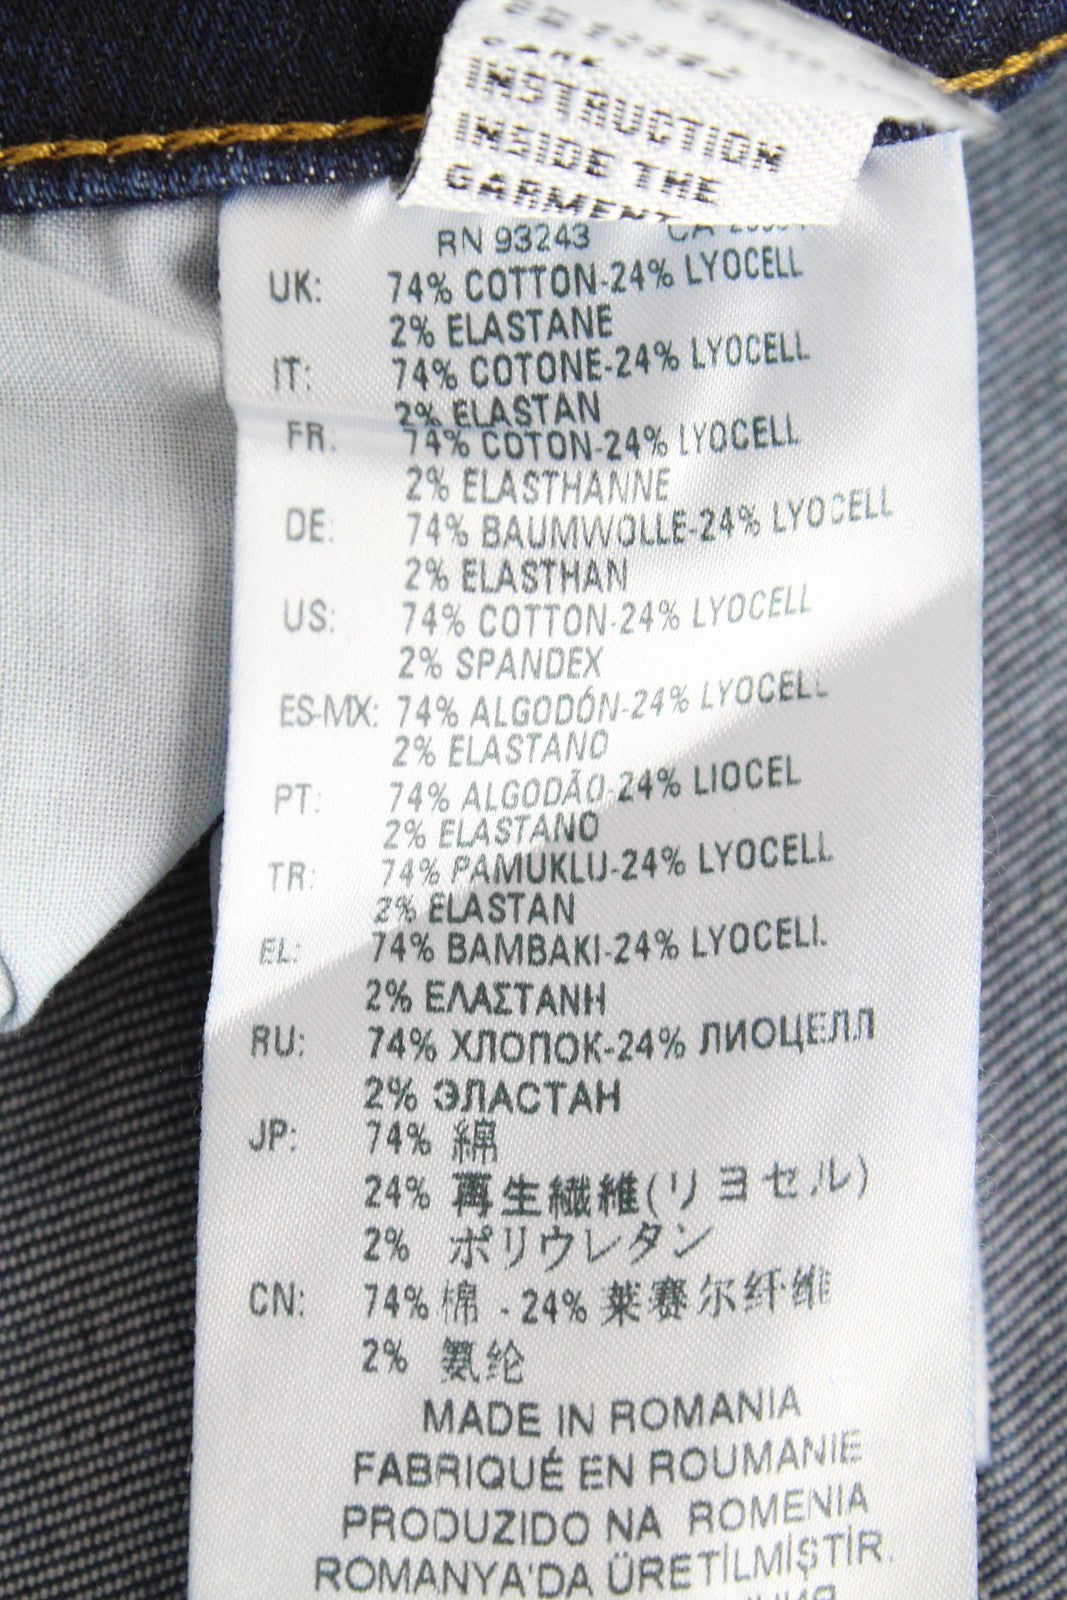 CARE
INSTRUCTION
INSIDE THE
GARMENT
RN 93243 CA
UK: 74% COTTON-24% LYOCELL
2% ELASTANE
IT: 74% COTONE-24% LYOCELL
2% ELASTAN
FR: 74% COTON-24% LYOCELL
2% ELASTHANNE
DE: 74% BAUMWOLLE-24% LYOCELL
2% ELASTHAN
US: 74% COTTON-24% LYOCELL
2% SPANDEX
ES-MX: 74% ALGODÓN-24% LYOCELL
2% ELASTANO
PT: 74% ALGODÃO-24% LIOCEL
2% ELASTANO
TR: 74% PAMUKLU-24% LYOCELL
2% ELASTAN
EL: 74% BAMBAKI-24% LYOCELL
2% ΕΛΑΣΤΑΝΗ
RU: 74% ХЛОПОК-24% ЛИОЦЕЛЛ
2% ЭЛАСТАН
JP: 74% 綿
24% 再生繊維(リヨセル)
2% ポリウレタン
CN: 74% 棉 - 24% 莱赛尔纤维
2% 氨纶
MADE IN ROMANIA
FABRIQUÉ EN ROUMANIE
PRODUZIDO NA ROMENIA
ROMANYA'DA ÜRETİLMİŞTİR.